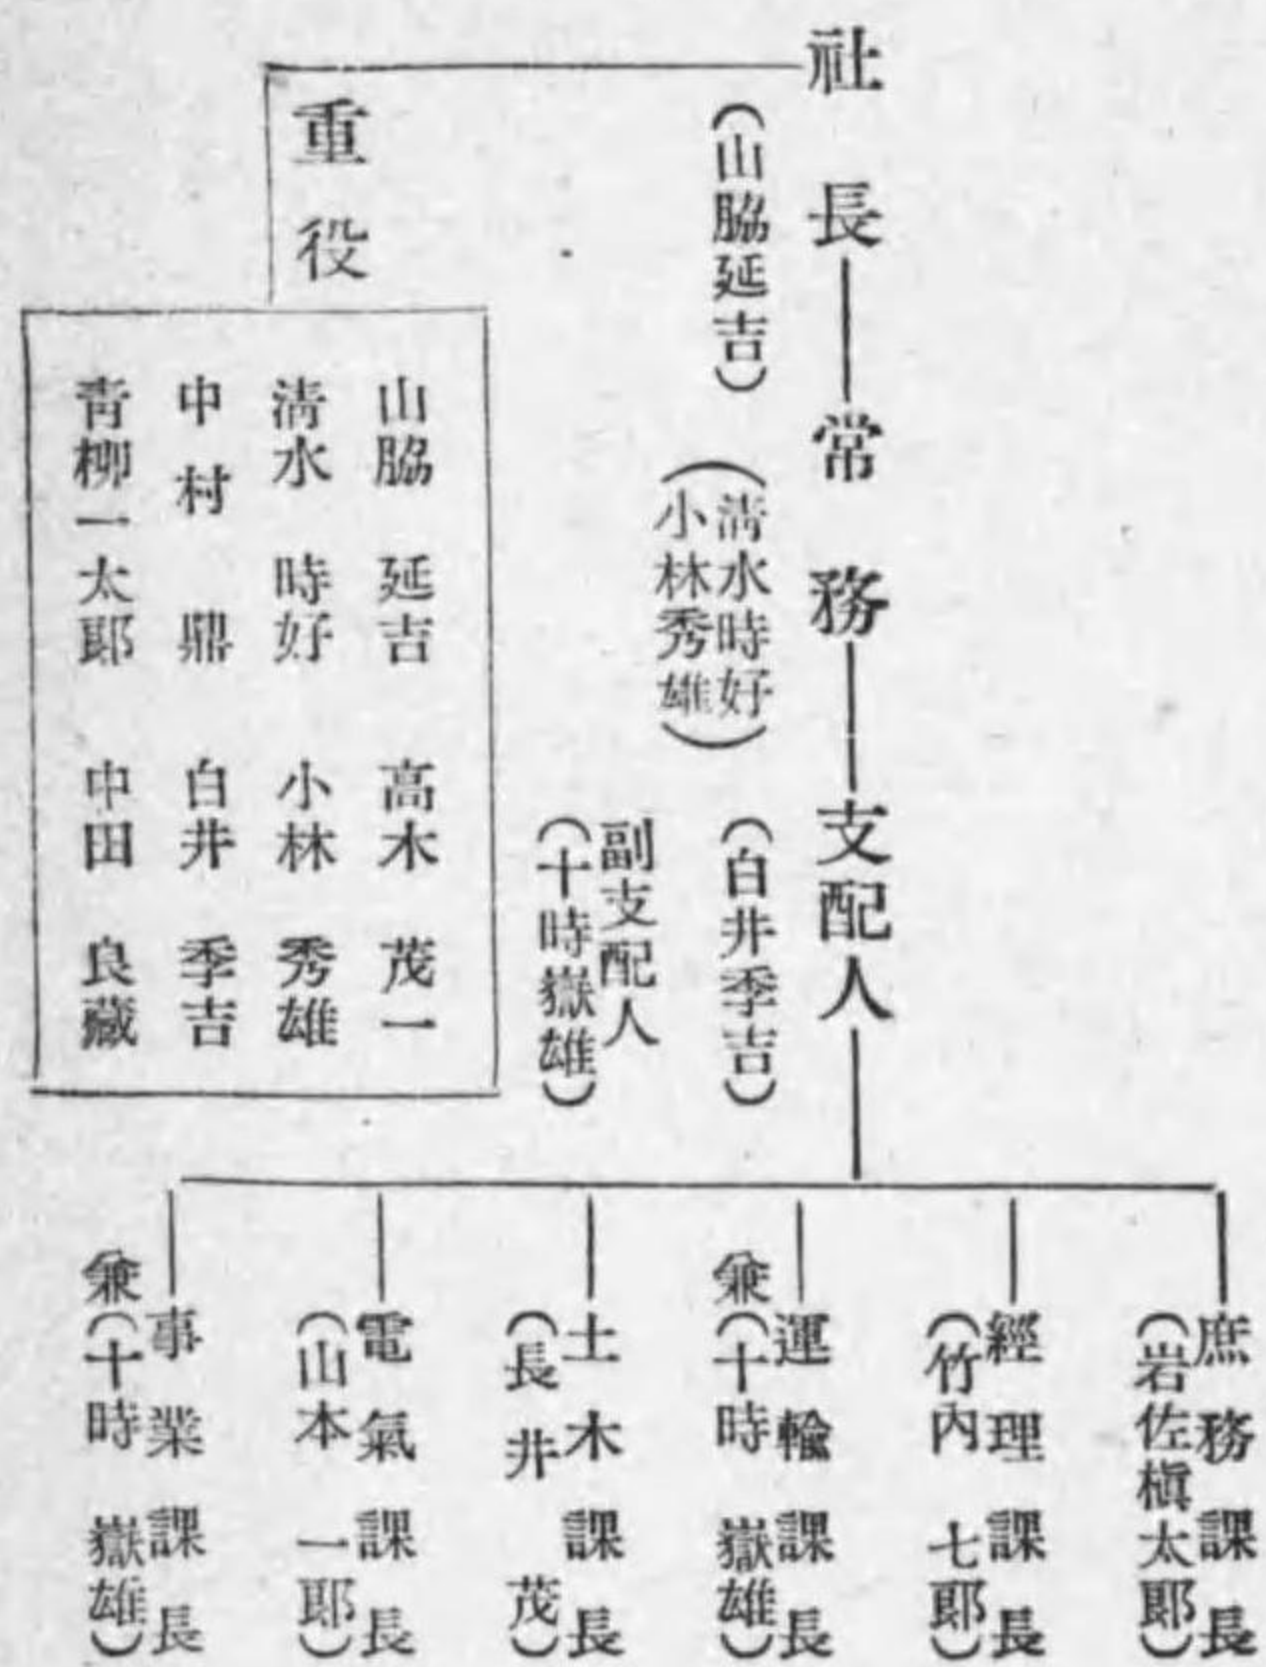 社長
(山脇延吉)
常務
(清水時好
小林秀雄)
支配人
(白井季吉)
副支配人
(十時嶽雄)
重役
山脇 延吉 高木 茂一
清水 時好 小林 秀雄
中村 鼎 白井 季吉
青柳一太郎 中田 良藏
庶務課長
(岩佐槇太郎)
經理課長
(竹內 七郎)
運輸課長
兼(十時 嶽雄)
土木課長
(長井 茂)
電氣課長
(山本 一郎)
事業課長
兼(十時 嶽雄)